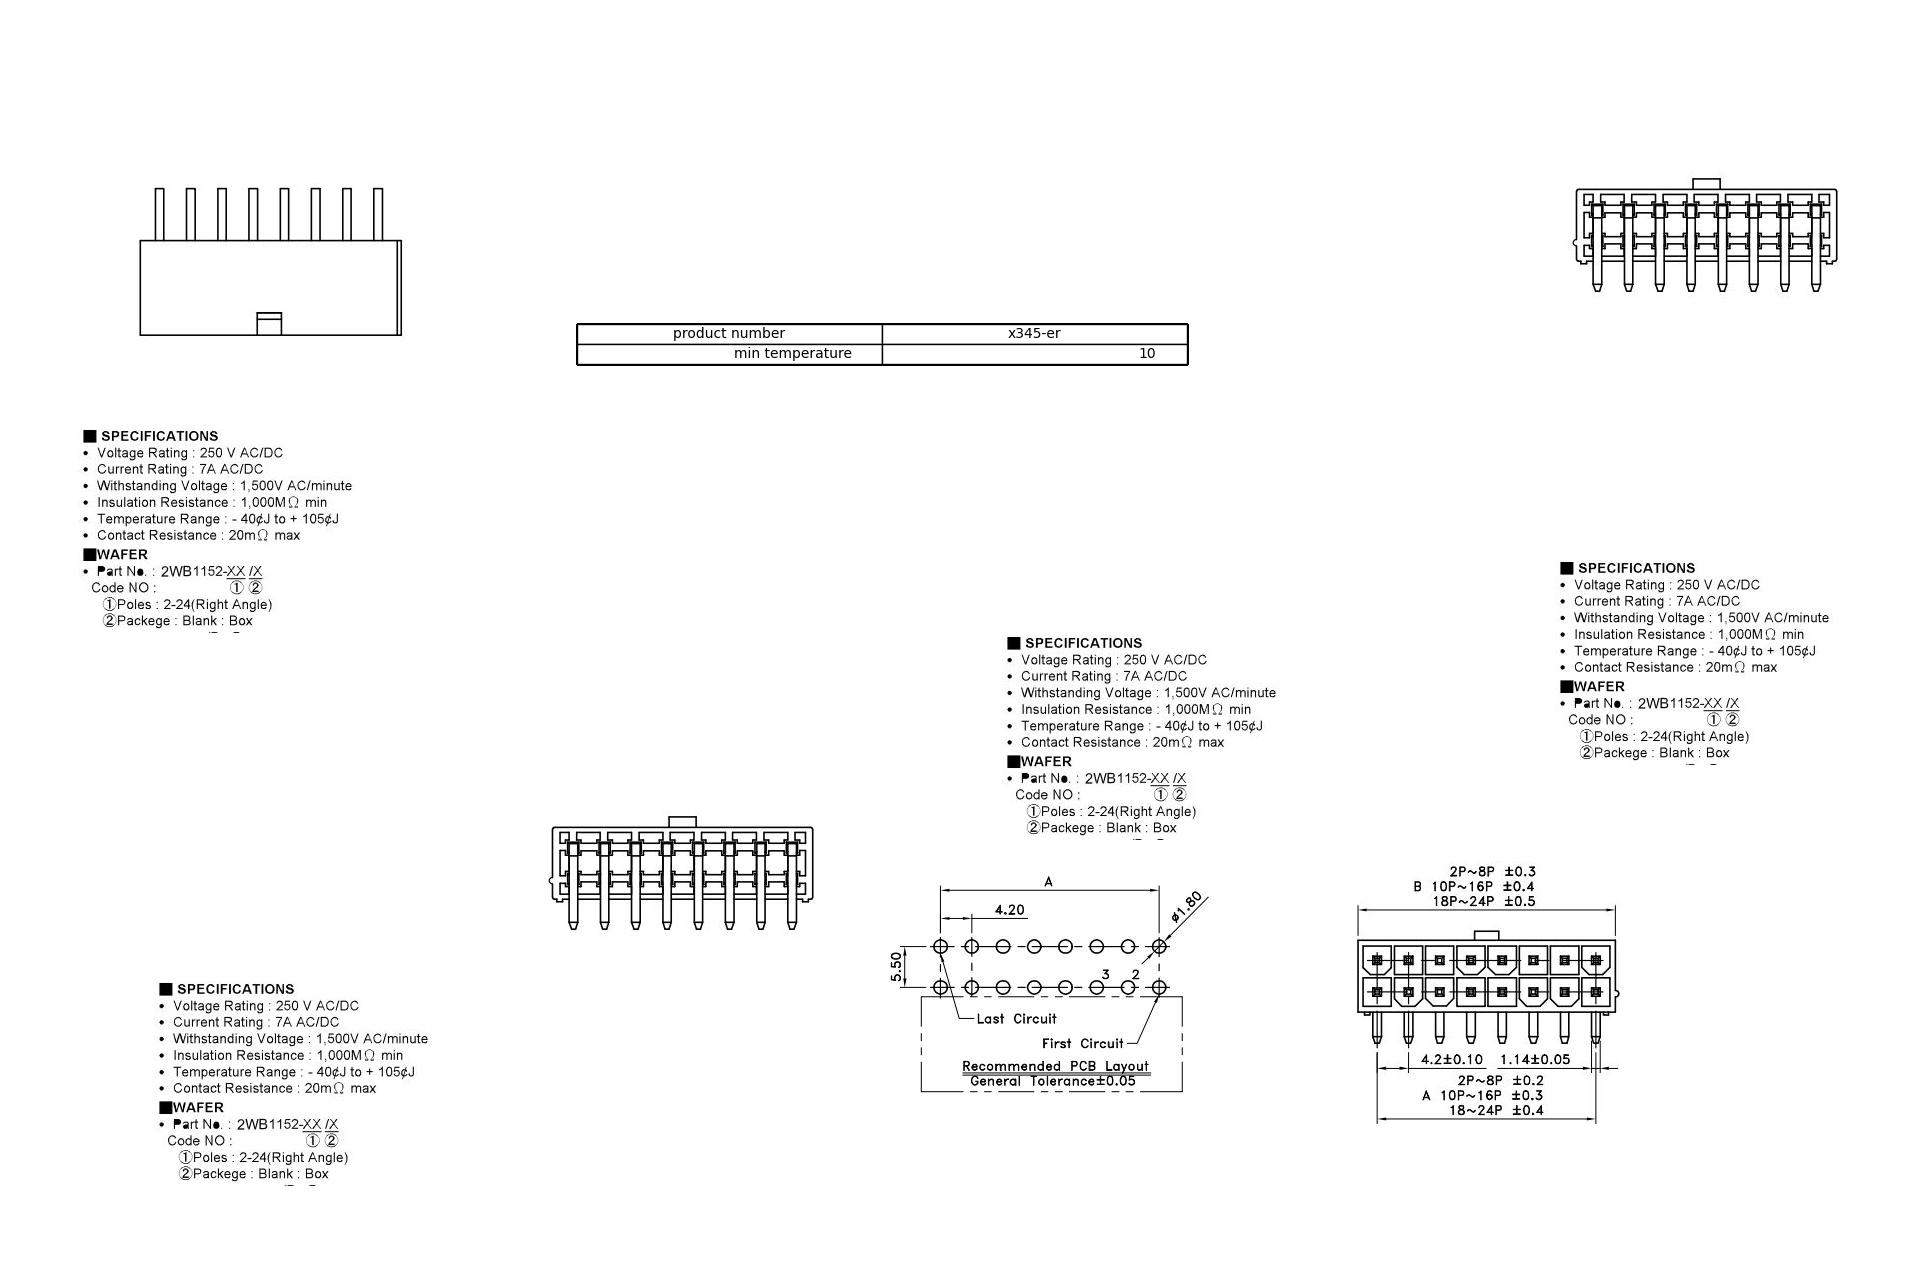 product number x345-er
min temperature 10
■ SPECIFICATIONS
• Voltage Rating : 250 V AC/DC
• Current Rating : 7A AC/DC
• Withstanding Voltage : 1,500V AC/minute
• Insulation Resistance : 1,000MΩ min
• Temperature Range : - 40¢J to + 105¢J
• Contact Resistance : 20mΩ max
■WAFER
• Part No. : 2WB1152-XX /X
Code NO : ① ②
①Poles : 2-24(Right Angle)
②Packege : Blank : Box
■ SPECIFICATIONS
• Voltage Rating : 250 V AC/DC
• Current Rating : 7A AC/DC
• Withstanding Voltage : 1,500V AC/minute
• Insulation Resistance : 1,000MΩ min
• Temperature Range : - 40¢J to + 105¢J
• Contact Resistance : 20mΩ max
■WAFER
• Part No. : 2WB1152-XX /X
Code NO : ① ②
①Poles : 2-24(Right Angle)
②Packege : Blank : Box
■ SPECIFICATIONS
• Voltage Rating : 250 V AC/DC
• Current Rating : 7A AC/DC
• Withstanding Voltage : 1,500V AC/minute
• Insulation Resistance : 1,000MΩ min
• Temperature Range : - 40¢J to + 105¢J
• Contact Resistance : 20mΩ max
■WAFER
• Part No. : 2WB1152-XX /X
Code NO : ① ②
①Poles : 2-24(Right Angle)
②Packege : Blank : Box
A
4.20
ø1.80
5.50
3 2
Last Circuit
First Circuit
Recommended PCB Layout
General Tolerance±0.05
2P~8P ±0.3
B 10P~16P ±0.4
18P~24P ±0.5
4.2±0.10 1.14±0.05
2P~8P ±0.2
A 10P~16P ±0.3
18~24P ±0.4
■ SPECIFICATIONS
• Voltage Rating : 250 V AC/DC
• Current Rating : 7A AC/DC
• Withstanding Voltage : 1,500V AC/minute
• Insulation Resistance : 1,000MΩ min
• Temperature Range : - 40¢J to + 105¢J
• Contact Resistance : 20mΩ max
■WAFER
• Part No. : 2WB1152-XX /X
Code NO : ① ②
①Poles : 2-24(Right Angle)
②Packege : Blank : Box